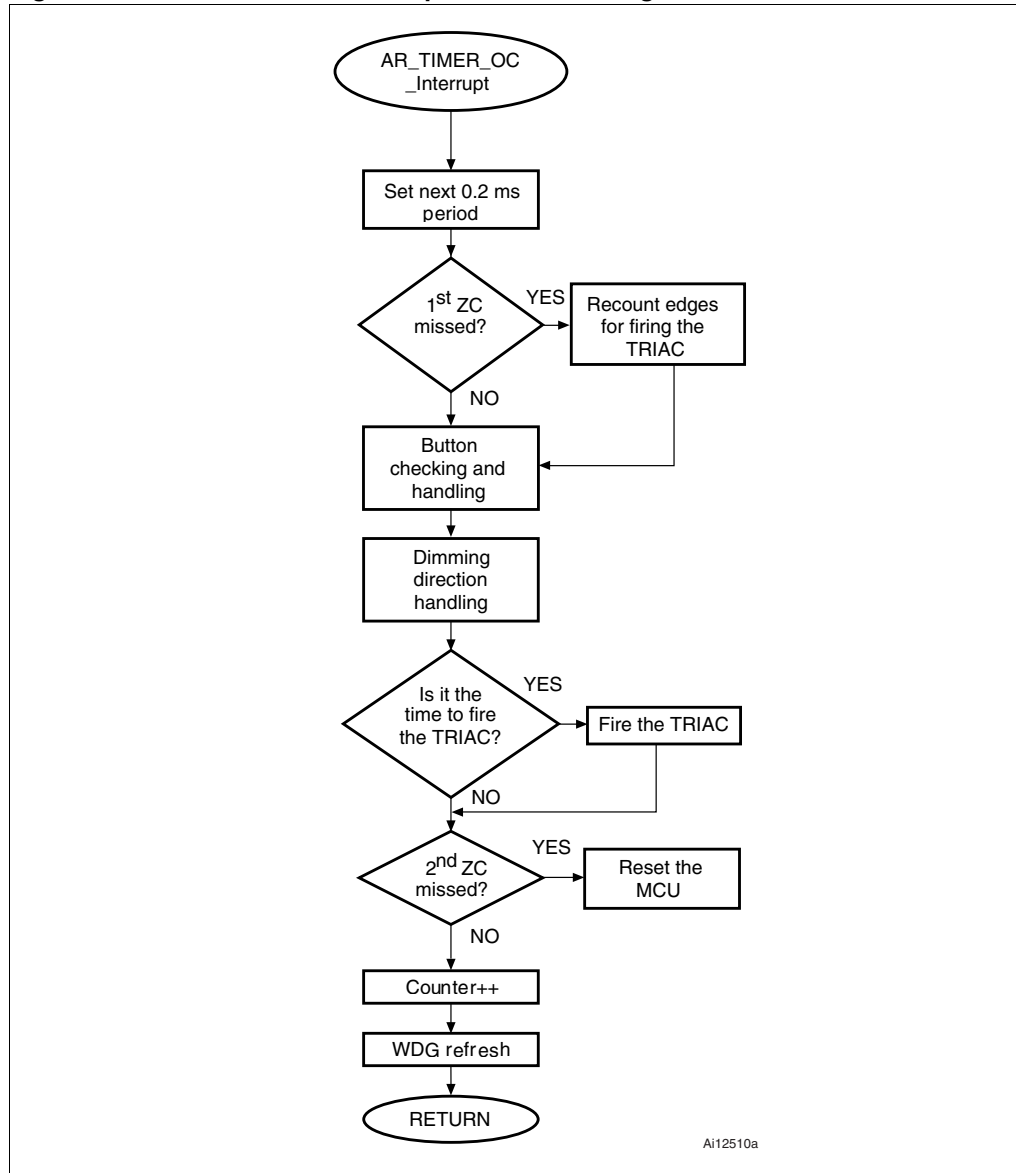 AR_TIMER_OC
_Interrupt
Set next 0.2 ms
period
1st ZC
missed?
YES
Recount edges
for firing the
TRIAC
NO
Button
checking and
handling
Dimming
direction
handling
Is it the
time to fire
the TRIAC?
YES
Fire the TRIAC
NO
2nd ZC
missed?
YES
Reset the
MCU
NO
Counter++
WDG refresh
RETURN
Ai12510a